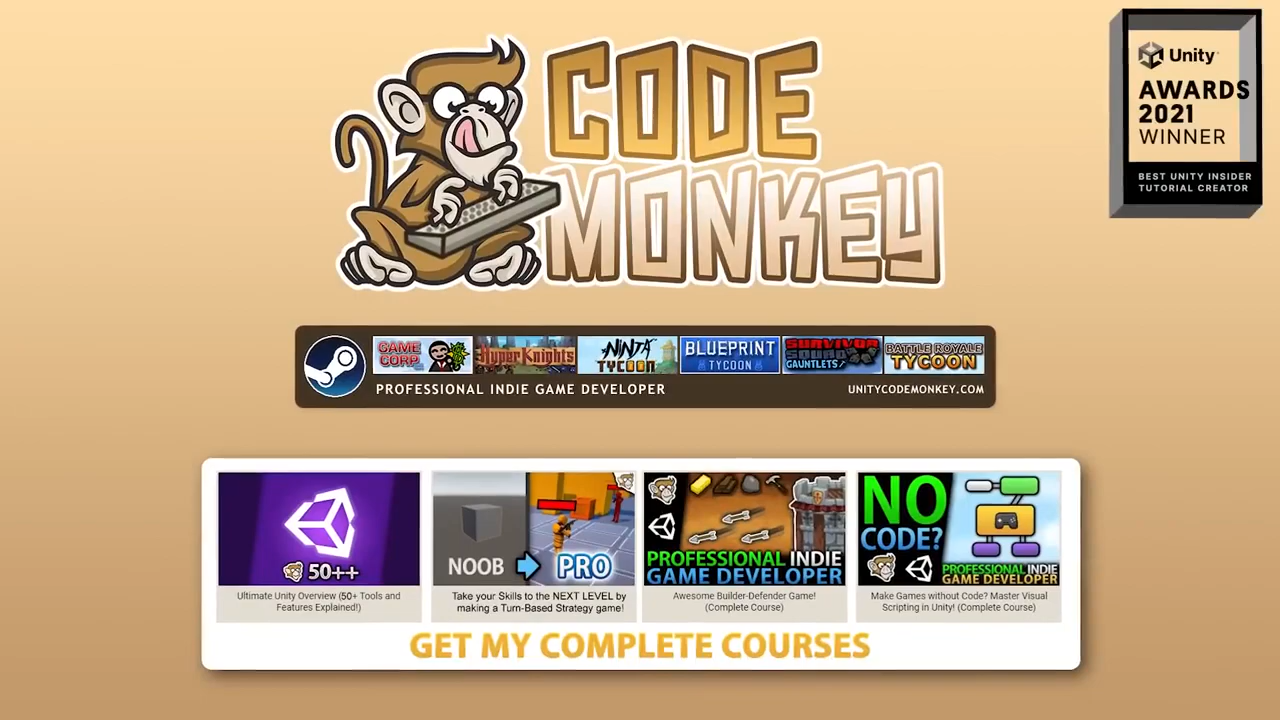 CODE
MONKEY
Unity
AWARDS
2021
WINNER
BEST UNITY INSIDER
TUTORIAL CREATOR
GAME CORP
HYPER KNIGHTS
NINJA TYCOON
BLUEPRINT TYCOON
SURVIVOR SQUAD GAUNTLETS!
BATTLE ROYALE TYCOON
PROFESSIONAL INDIE GAME DEVELOPER
UNITYCODEMONKEY.COM
50++
Ultimate Unity Overview (50+ Tools and
Features Explained!)
NOOB PRO
Take your Skills to the NEXT LEVEL by
making a Turn-Based Strategy game!
PROFESSIONAL INDIE
GAME DEVELOPER
Awesome Builder-Defender Game!
(Complete Course)
NO
CODE?
PROFESSIONAL INDIE
GAME DEVELOPER
Make Games without Code? Master Visual
Scripting in Unity! (Complete Course)
GET MY COMPLETE COURSES